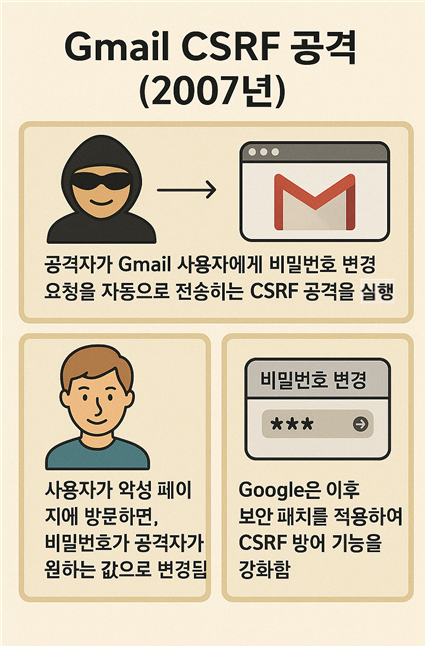 Gmail CSRF 공격
(2007년)
공격자가 Gmail 사용자에게 비밀번호 변경
요청을 자동으로 전송히는 CSRF 공격을 실행
사용자가 악성 페이
지애 방문하면,
비밀번호가 공격자가
원하는 값으로 변경됨
비밀번호 변경
***
Google은 이후
보안 패치를 적용하여
CSRF 방어 기능을
강화함